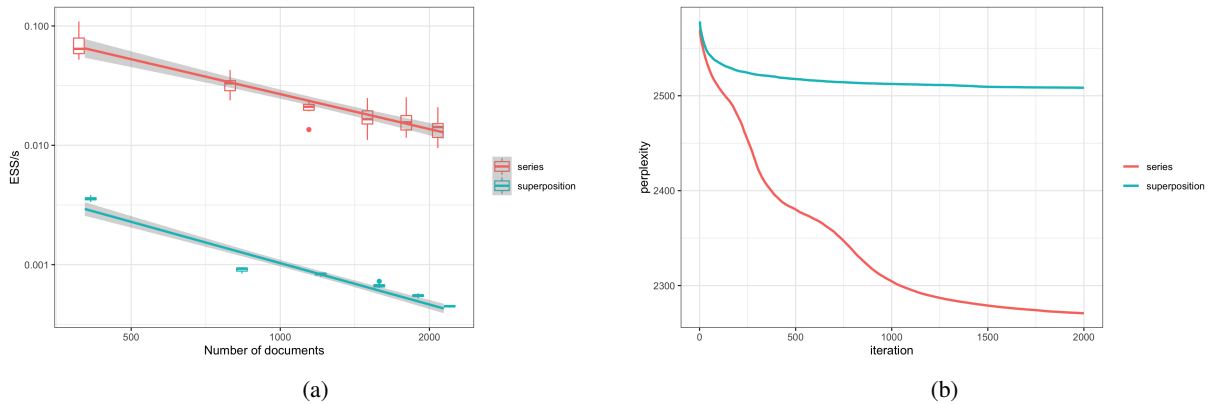 0.100
0.010
0.001
ESS/s
500
1000
2000
Number of documents
series
superposition
(a)
2500
2400
2300
perplexity
0
500
1000
1500
2000
iteration
series
superposition
(b)